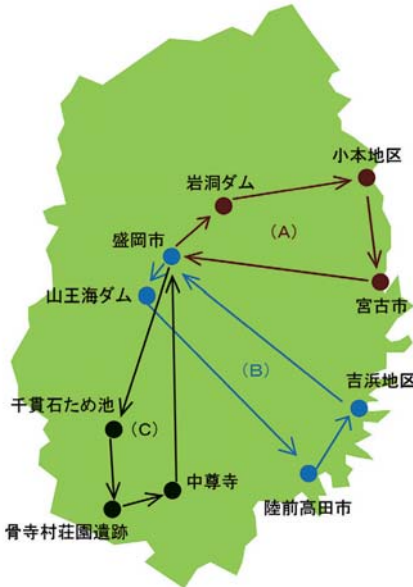 小本地区
岩洞ダム
(A)
盛岡市
宮古市
山王海ダム
(B)
吉浜地区
千貫石ため池
(C)
中尊寺
陸前高田市
骨寺村荘園遺跡